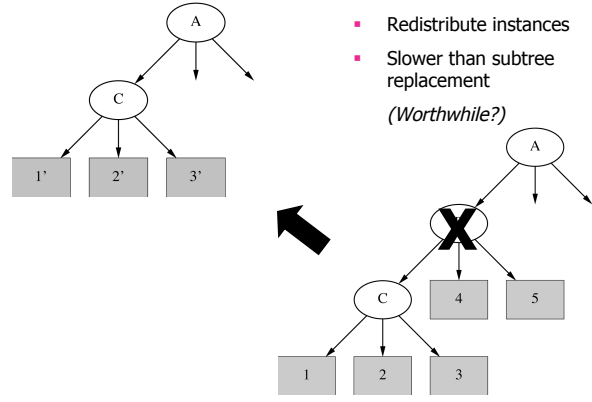 A
C
1’ 2’ 3’
▪ Redistribute instances
▪ Slower than subtree
replacement
(Worthwhile?)
A
X
C
4 5
1 2 3